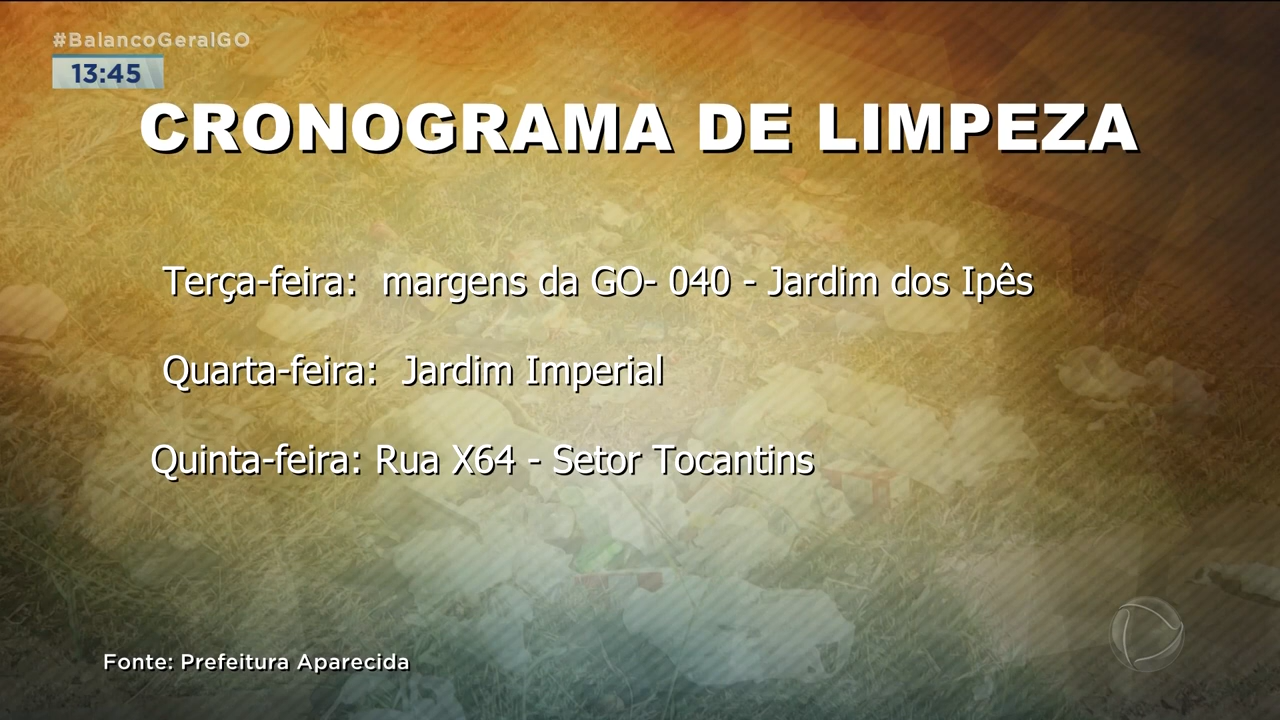 #BalancoGeralGO
13:45
CRONOGRAMA DE LIMPEZA
Terça-feira: margens da GO- 040 - Jardim dos Ipês
Quarta-feira: Jardim Imperial
Quinta-feira: Rua X64 - Setor Tocantins
Fonte: Prefeitura Aparecida